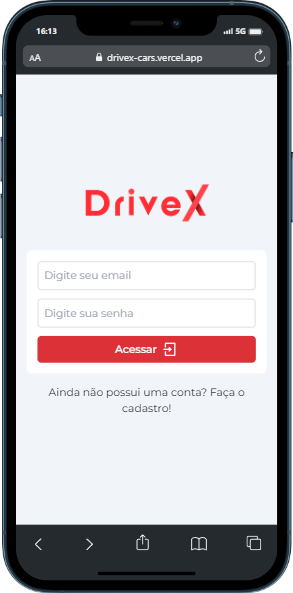 16:13
5G
AA
drivex-cars.vercel.app
DriveX
Digite seu email
Digite sua senha
Acessar
Ainda não possui uma conta? Faça o
cadastro!